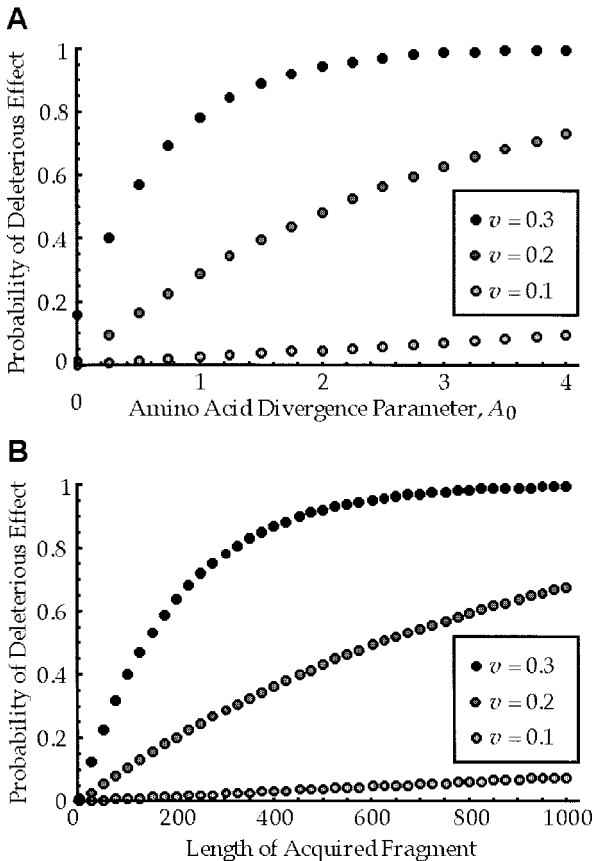 A
Probability of Deleterious Effect
1
0.8
0.6
0.4
0.2
0
v = 0.3
v = 0.2
v = 0.1
0 1 2 3 4
Amino Acid Divergence Parameter, A0
B
Probability of Deleterious Effect
1
0.8
0.6
0.4
0.2
0
v = 0.3
v = 0.2
v = 0.1
0 200 400 600 800 1000
Length of Acquired Fragment